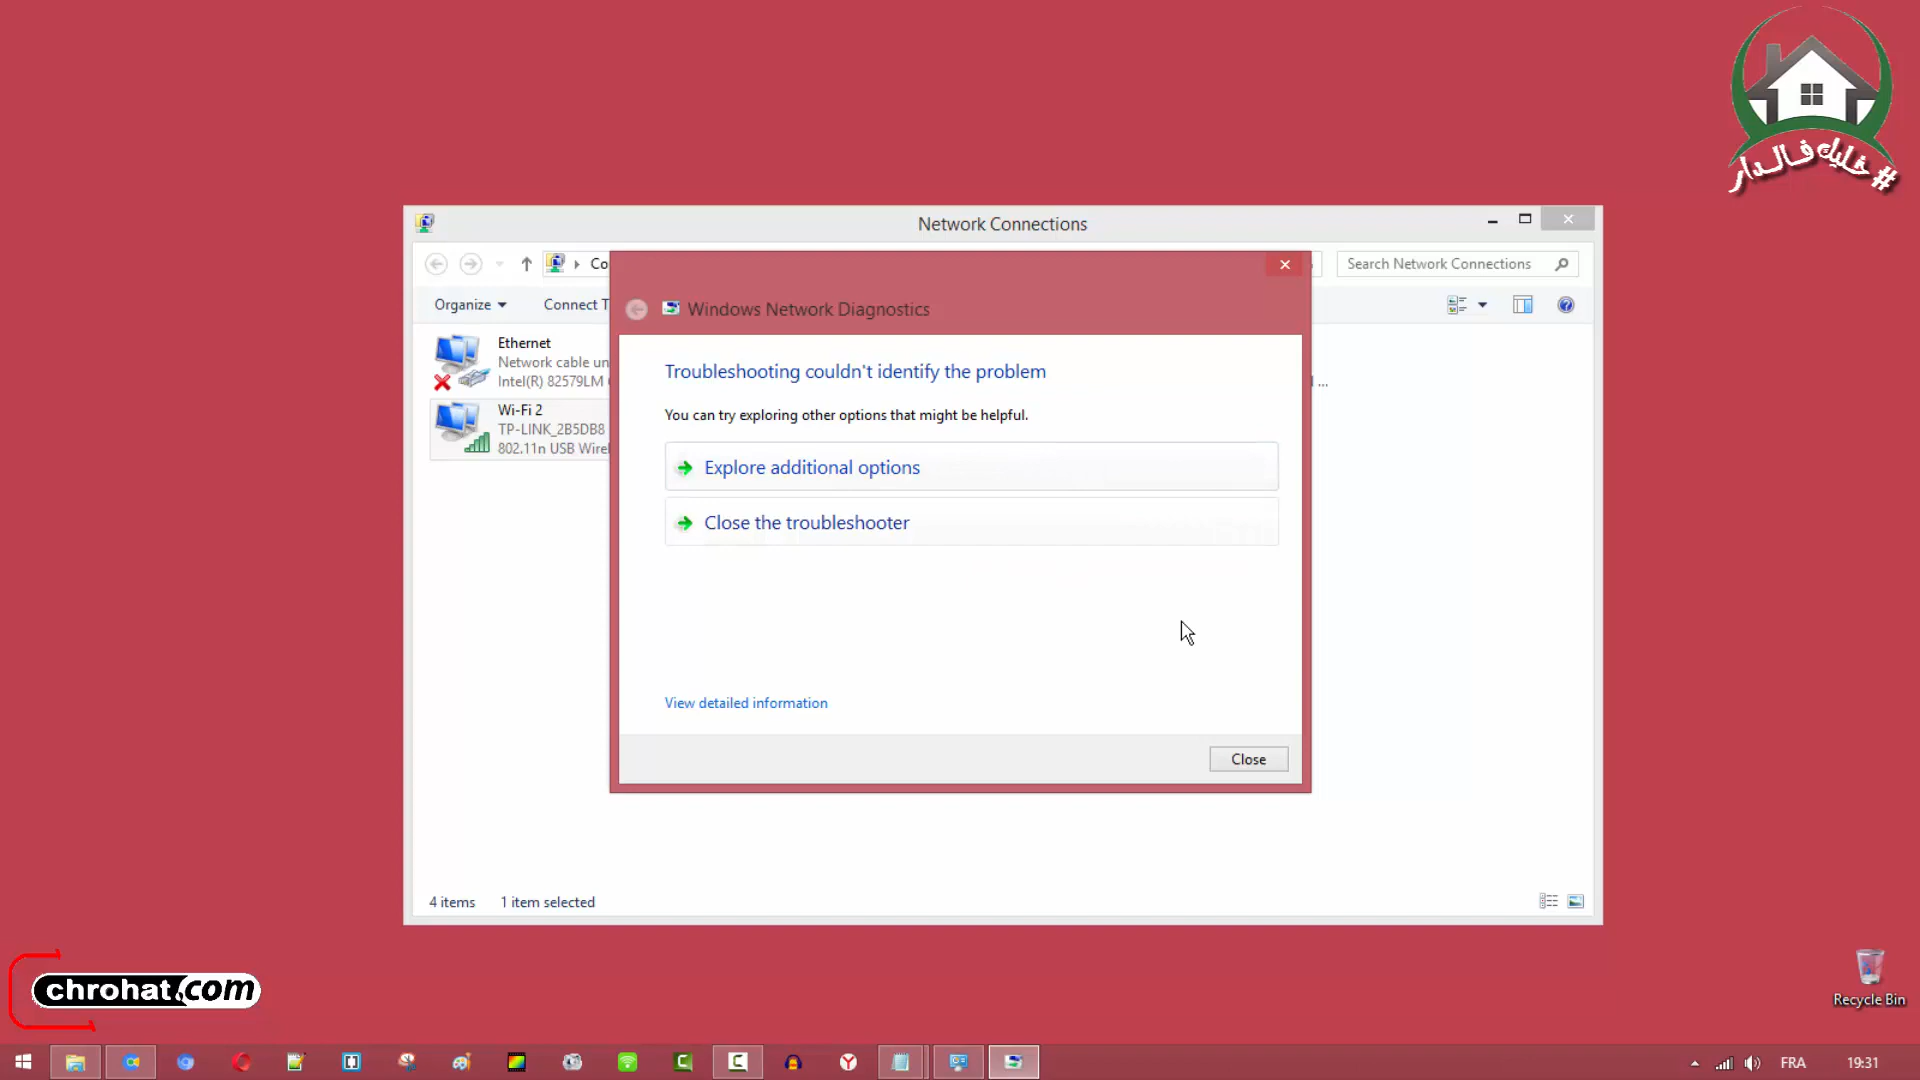 #خليك فالدار
Network Connections
Co
Search Network Connections
Organize
Connect T
Windows Network Diagnostics
Ethernet
Network cable un
Intel(R) 82579LM
Wi-Fi 2
TP-LINK_2B5DB8
802.11n USB Wirel
Troubleshooting couldn't identify the problem
You can try exploring other options that might be helpful.
Explore additional options
Close the troubleshooter
View detailed information
Close
...
4 items 1 item selected
chrohat.com
Recycle Bin
FRA 19:31